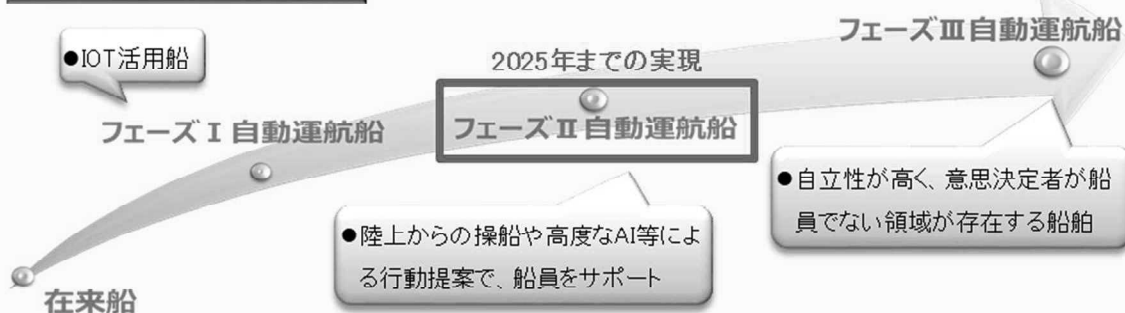 フェーズⅢ自動運航船
●IOT活用船
2025年までの実現
フェーズⅠ自動運航船
フェーズⅡ自動運航船
●自立性が高く、意思決定者が船
員でない領域が存在する船舶
●陸上からの操船や高度なAI等によ
る行動提案で、船員をサポート
在来船